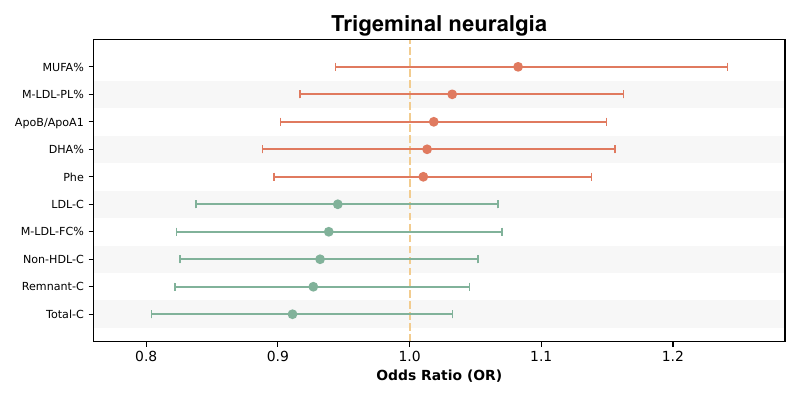 Trigeminal neuralgia
MUFA%
M-LDL-PL%
ApoB/ApoA1
DHA%
Phe
LDL-C
M-LDL-FC%
Non-HDL-C
Remnant-C
Total-C
0.8 0.9 1.0 1.1 1.2
Odds Ratio (OR)